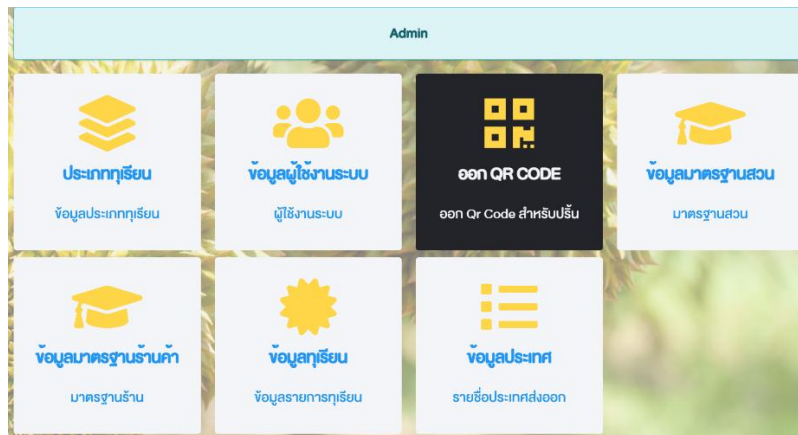 Admin
ประเภททุเรียน
ข้อมูลประเภททุเรียน
ข้อมูลผู้ใช้งานระบบ
ผู้ใช้งานระบบ
ออก QR CODE
ออก Qr Code สำหรับปริ้น
ข้อมูลมาตรฐานสวน
มาตรฐานสวน
ข้อมูลมาตรฐานร้านค้า
มาตรฐานร้าน
ข้อมูลทุเรียน
ข้อมูลรายการทุเรียน
ข้อมูลประเทศ
รายชื่อประเทศส่งออก